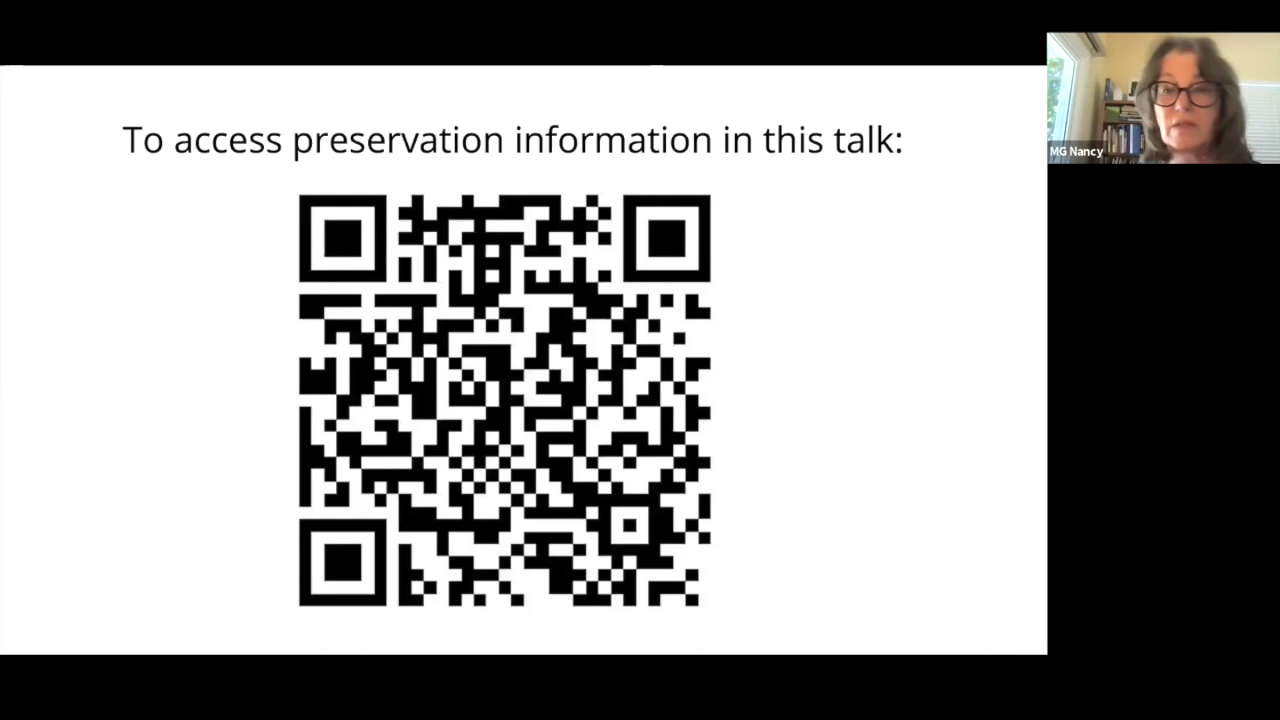 To access preservation information in this talk:
MG Nancy